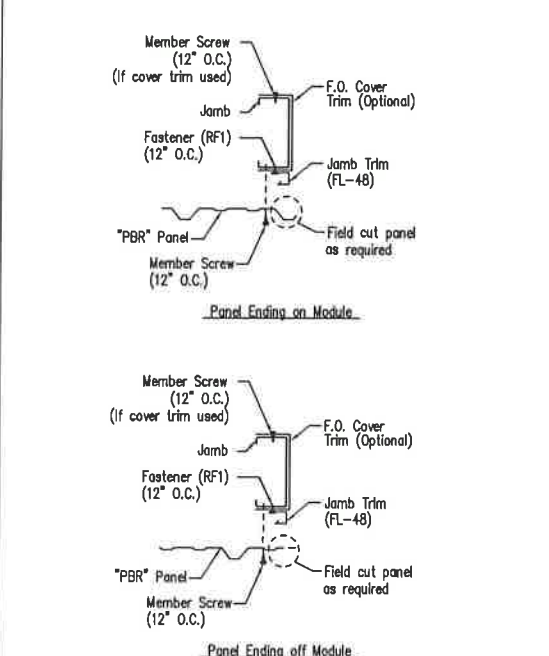 Member Screw
(12" O.C.)
(If cover trim used)
F.O. Cover
Trim (Optional)
Jamb
Fastener (RF1)
(12" O.C.)
Jamb Trim
(FL-48)
"PBR" Panel
Field cut panel
as required
Member Screw
(12" O.C.)
Panel Ending on Module
Member Screw
(12" O.C.)
(If cover trim used)
F.O. Cover
Trim (Optional)
Jamb
Fastener (RF1)
(12" O.C.)
Jamb Trim
(FL-48)
"PBR" Panel
Field cut panel
as required
Member Screw
(12" O.C.)
Panel Ending off Module